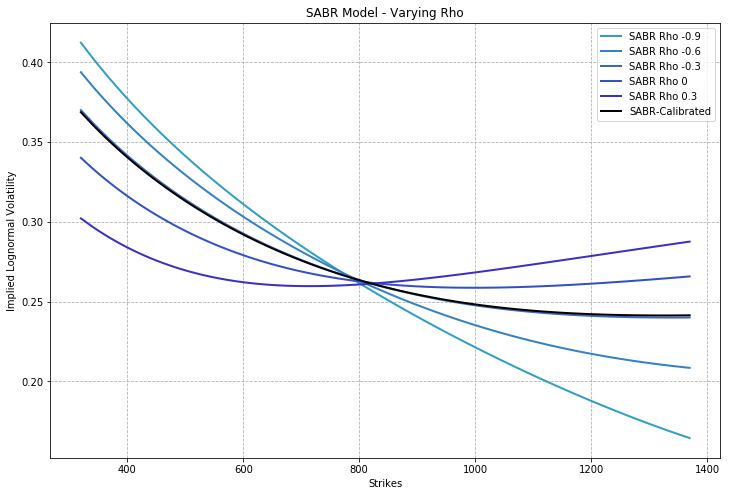 SABR Model - Varying Rho
SABR Rho -0.9
SABR Rho -0.6
SABR Rho -0.3
SABR Rho 0
SABR Rho 0.3
SABR-Calibrated
Implied Lognormal Volatility
0.40
0.35
0.30
0.25
0.20
400 600 800 1000 1200 1400
Strikes